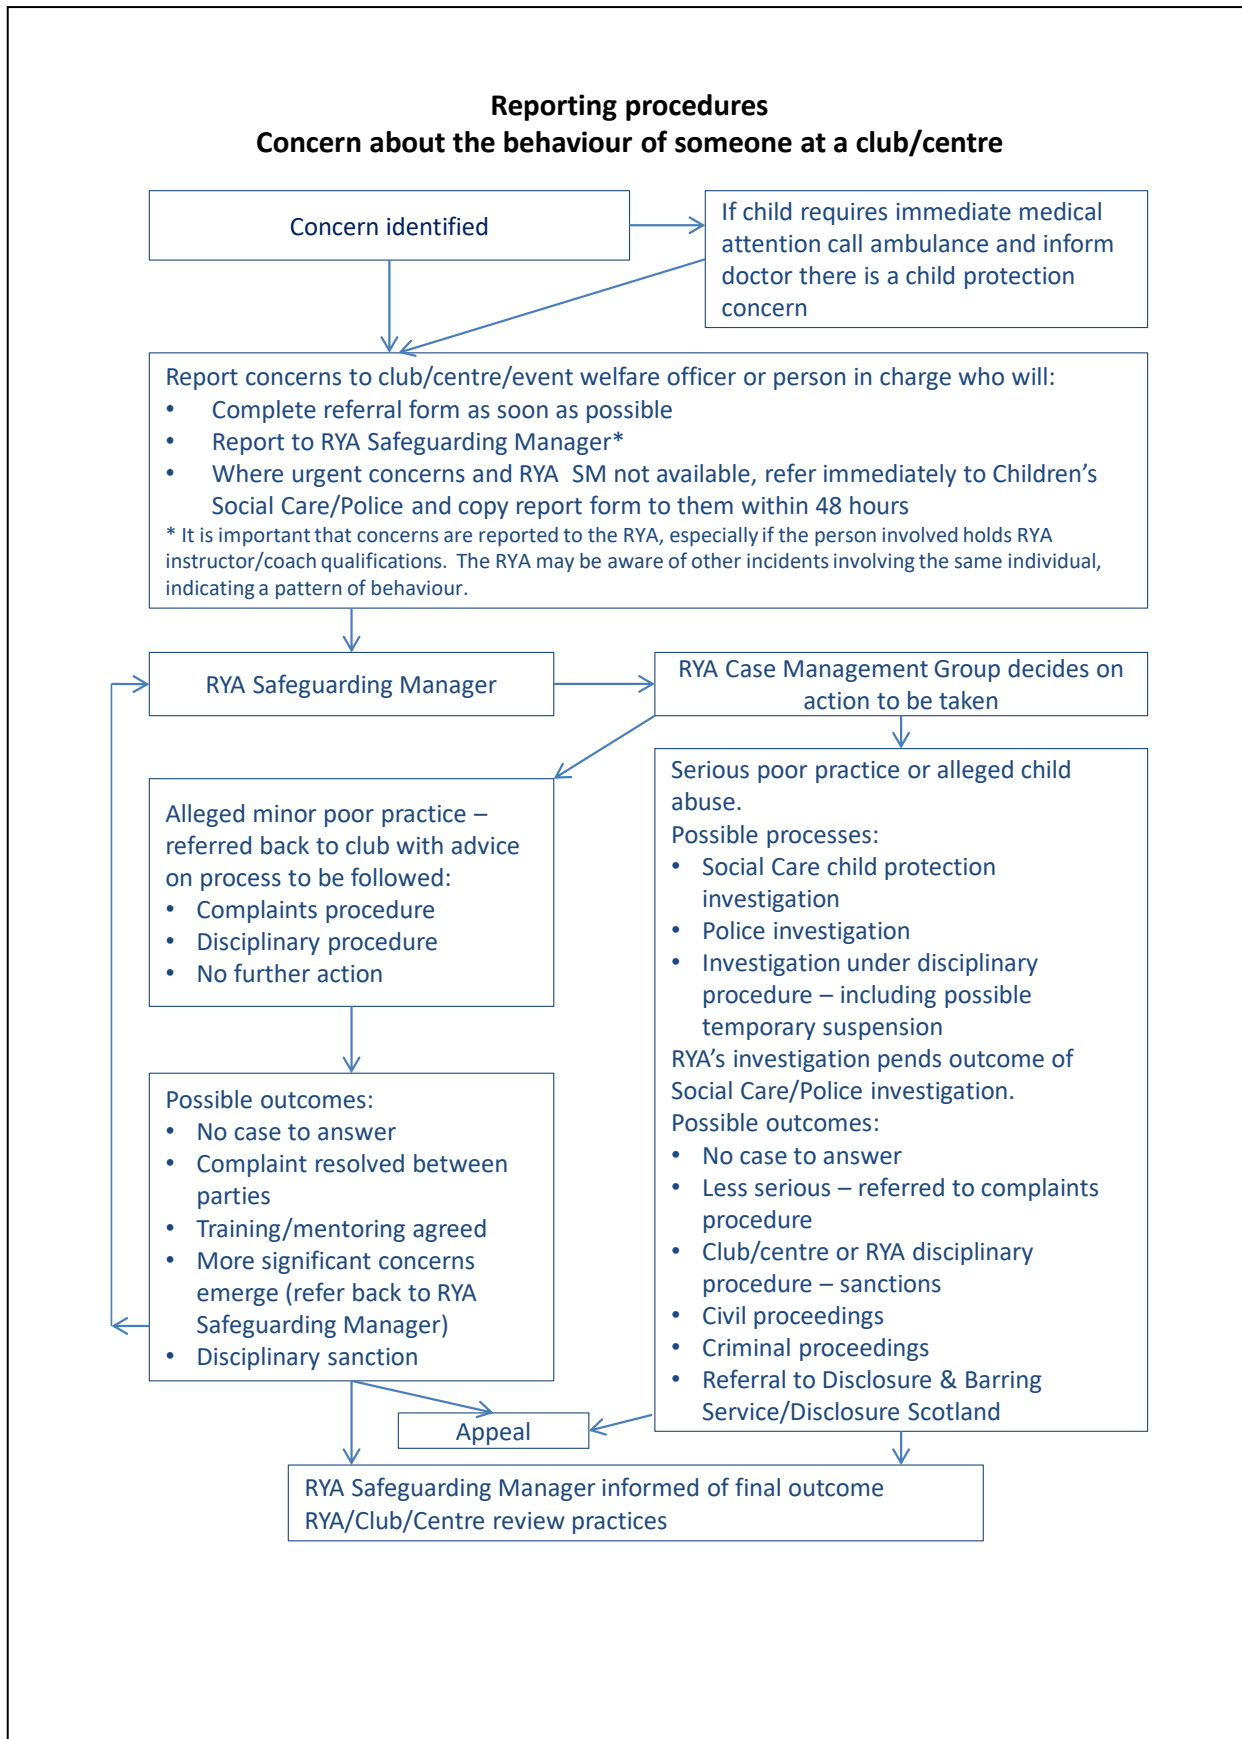 Reporting procedures
Concern about the behaviour of someone at a club/centre
Concern identified
If child requires immediate medical
attention call ambulance and inform
doctor there is a child protection
concern
Report concerns to club/centre/event welfare officer or person in charge who will:
• Complete referral form as soon as possible
• Report to RYA Safeguarding Manager*
• Where urgent concerns and RYA SM not available, refer immediately to Children’s
Social Care/Police and copy report form to them within 48 hours
* It is important that concerns are reported to the RYA, especially if the person involved holds RYA
instructor/coach qualifications. The RYA may be aware of other incidents involving the same individual,
indicating a pattern of behaviour.
RYA Safeguarding Manager
RYA Case Management Group decides on
action to be taken
Alleged minor poor practice –
referred back to club with advice
on process to be followed:
• Complaints procedure
• Disciplinary procedure
• No further action
Possible outcomes:
• No case to answer
• Complaint resolved between
parties
• Training/mentoring agreed
• More significant concerns
emerge (refer back to RYA
Safeguarding Manager)
• Disciplinary sanction
Serious poor practice or alleged child
abuse.
Possible processes:
• Social Care child protection
investigation
• Police investigation
• Investigation under disciplinary
procedure – including possible
temporary suspension
RYA’s investigation pends outcome of
Social Care/Police investigation.
Possible outcomes:
• No case to answer
• Less serious – referred to complaints
procedure
• Club/centre or RYA disciplinary
procedure – sanctions
• Civil proceedings
• Criminal proceedings
• Referral to Disclosure & Barring
Service/Disclosure Scotland
Appeal
RYA Safeguarding Manager informed of final outcome
RYA/Club/Centre review practices